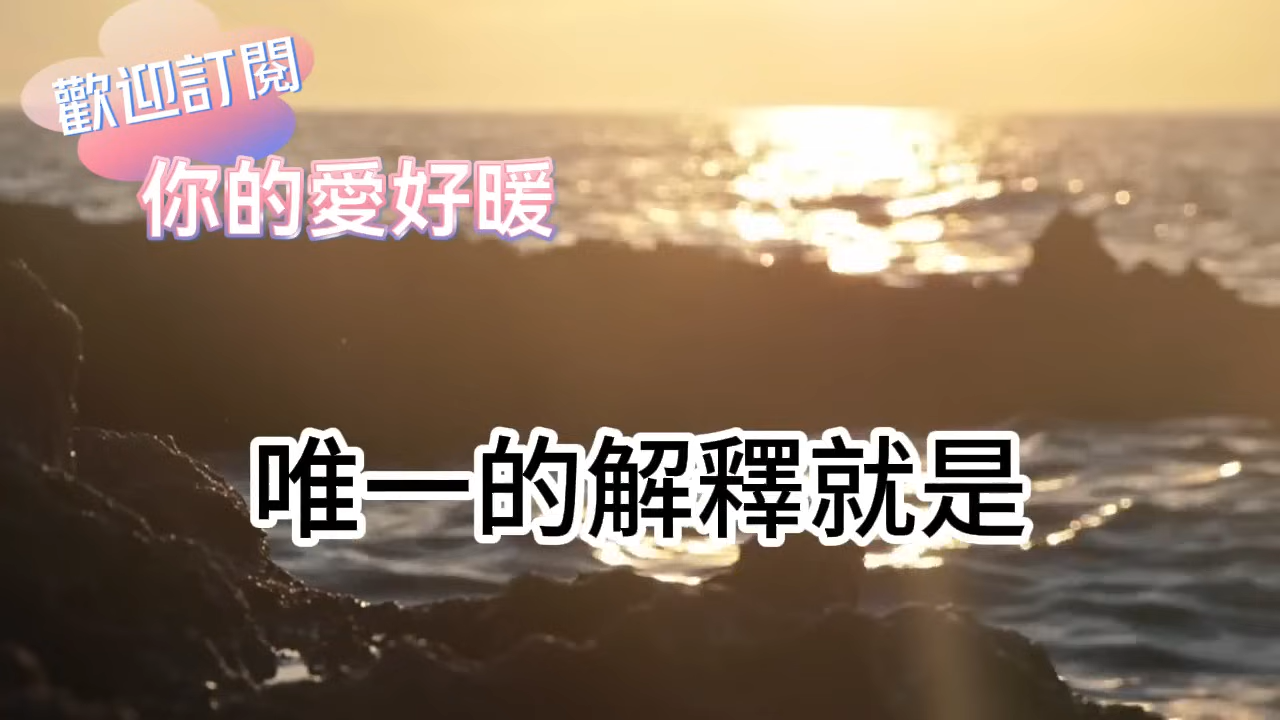 歡迎訂閱
你的愛好暖
唯一的解釋就是